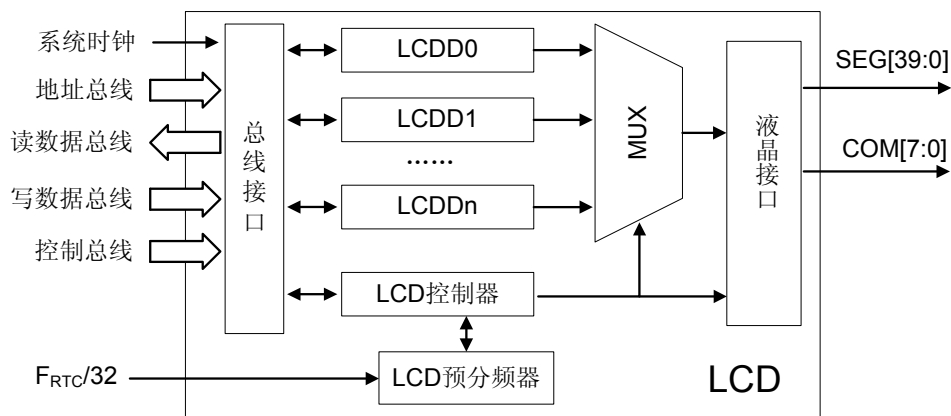 系统时钟
地址总线
读数据总线
写数据总线
控制总线
F_RTC/32
总线接口
LCDD0
LCDD1
……
LCDDn
LCD控制器
LCD预分频器
MUX
液晶接口
LCD
SEG[39:0]
COM[7:0]